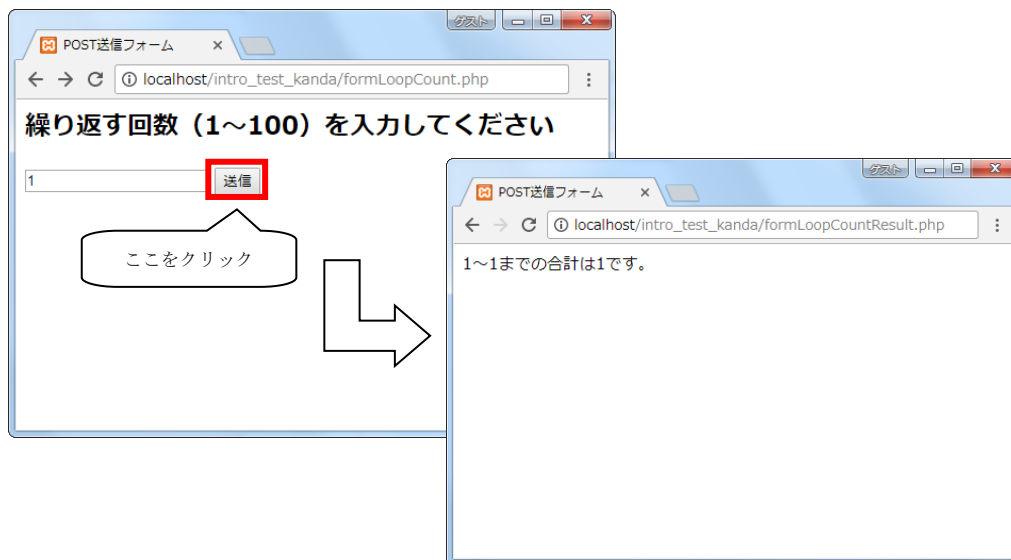 ゲスト
POST送信フォーム
localhost/intro_test_kanda/formLoopCount.php
繰り返す回数（1～100）を入力してください
1
送信
ここをクリック
ゲスト
POST送信フォーム
localhost/intro_test_kanda/formLoopCountResult.php
1～1までの合計は1です。